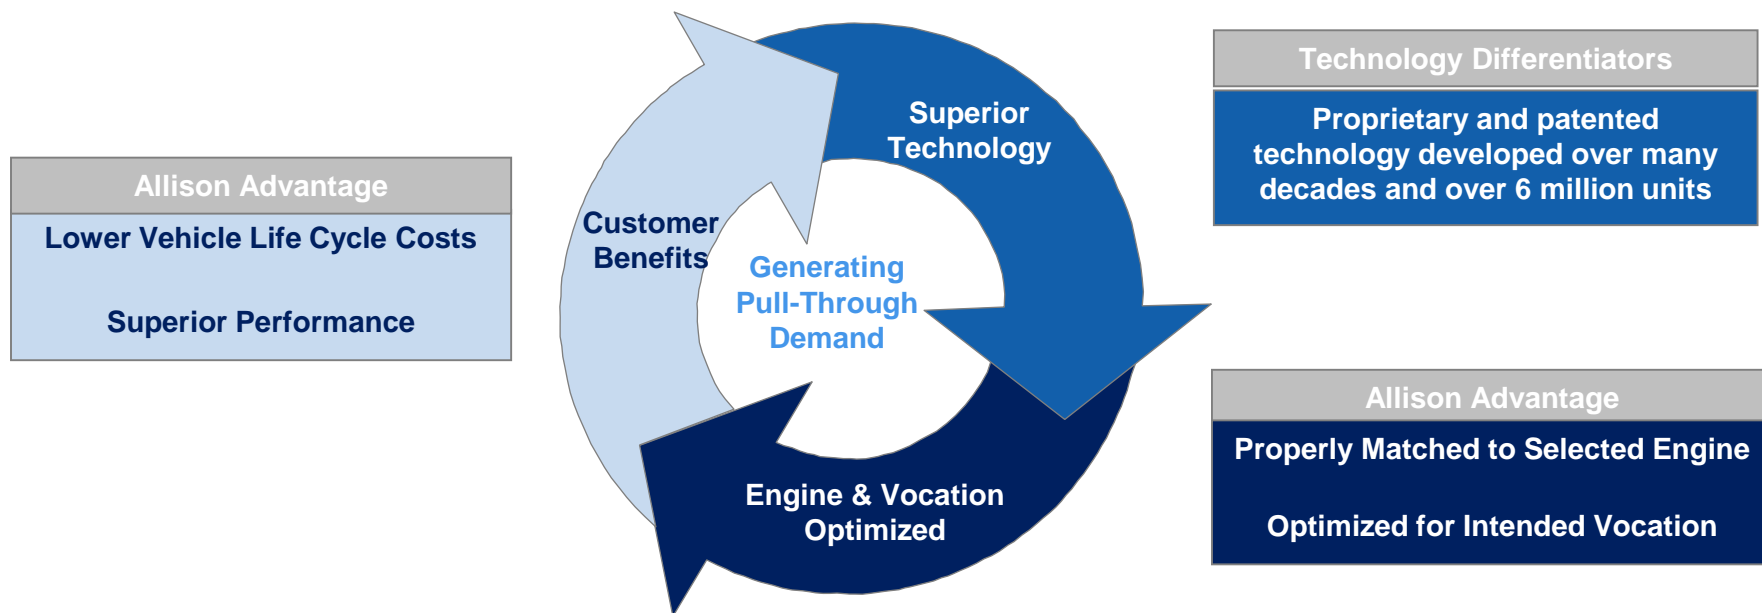 Allison Advantage
Lower Vehicle Life Cycle Costs
Superior Performance
Customer
Benefits
Superior
Technology
Generating
Pull-Through
Demand
Engine & Vocation
Optimized
Technology Differentiators
Proprietary and patented
technology developed over many
decades and over 6 million units
Allison Advantage
Properly Matched to Selected Engine
Optimized for Intended Vocation